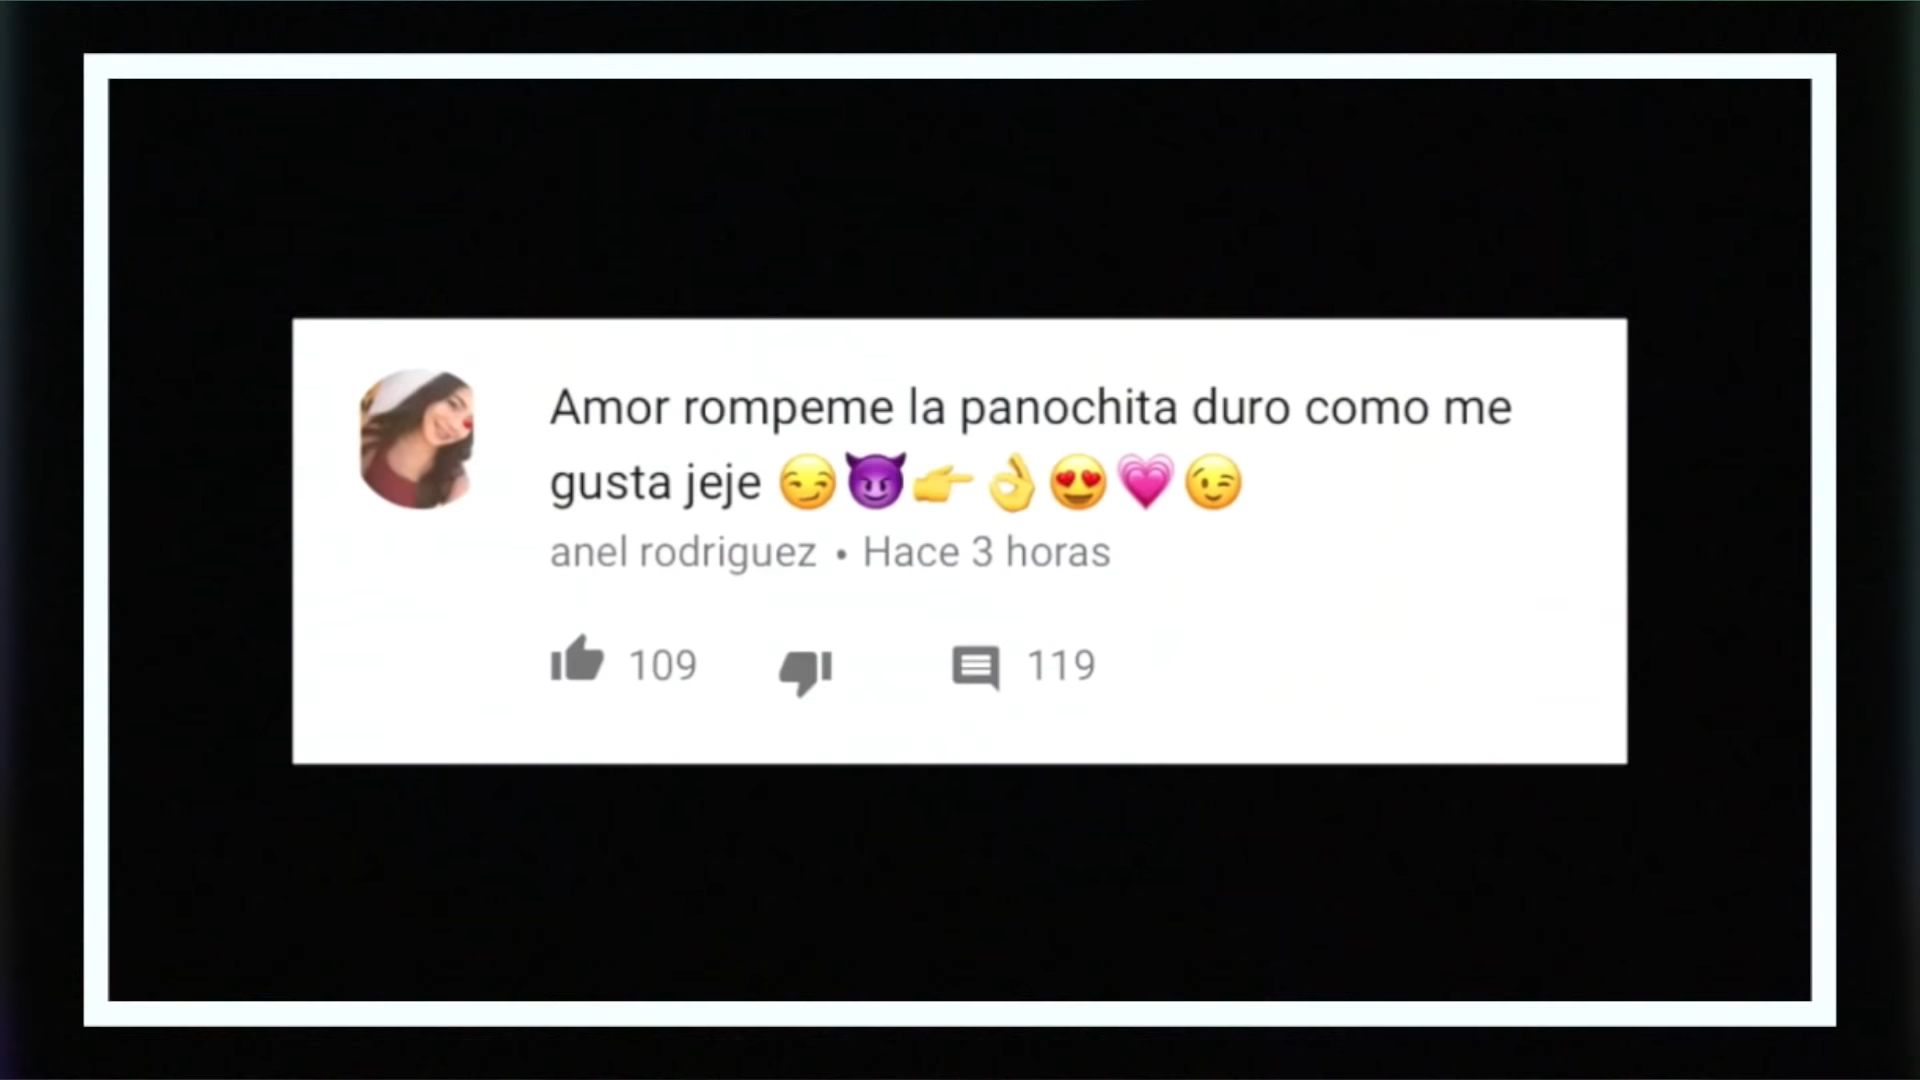 Amor rompeme la panochita duro como me
gusta jeje 😏😈👉👌😍💗😉
anel rodriguez • Hace 3 horas
109 119